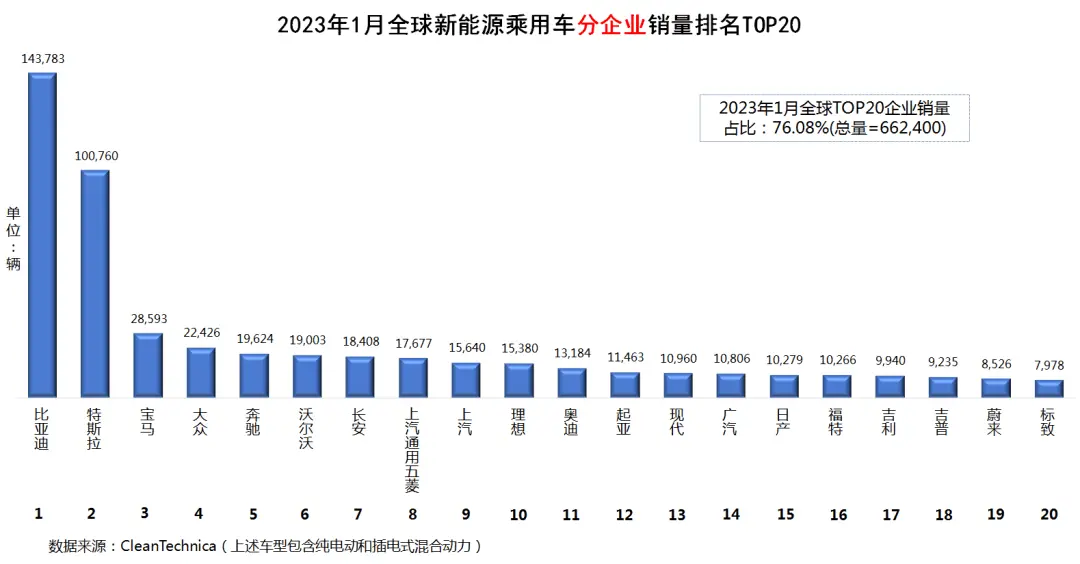 2023年1月全球新能源乘用车分企业销量排名TOP20
2023年1月全球TOP20企业销量
占比：76.08%(总量=662,400)
单位：辆
143,783
100,760
28,593
22,426
19,624
19,003
18,408
17,677
15,640
15,380
13,184
11,463
10,960
10,806
10,279
10,266
9,940
9,235
8,526
7,978
比亚迪
特斯拉
宝马
大众
奔驰
沃尔沃
长安
上汽通用五菱
上汽
理想
奥迪
起亚
现代
广汽
日产
福特
吉利
吉普
蔚来
标致
1 2 3 4 5 6 7 8 9 10 11 12 13 14 15 16 17 18 19 20
数据来源：CleanTechnica（上述车型包含纯电动和插电式混合动力）